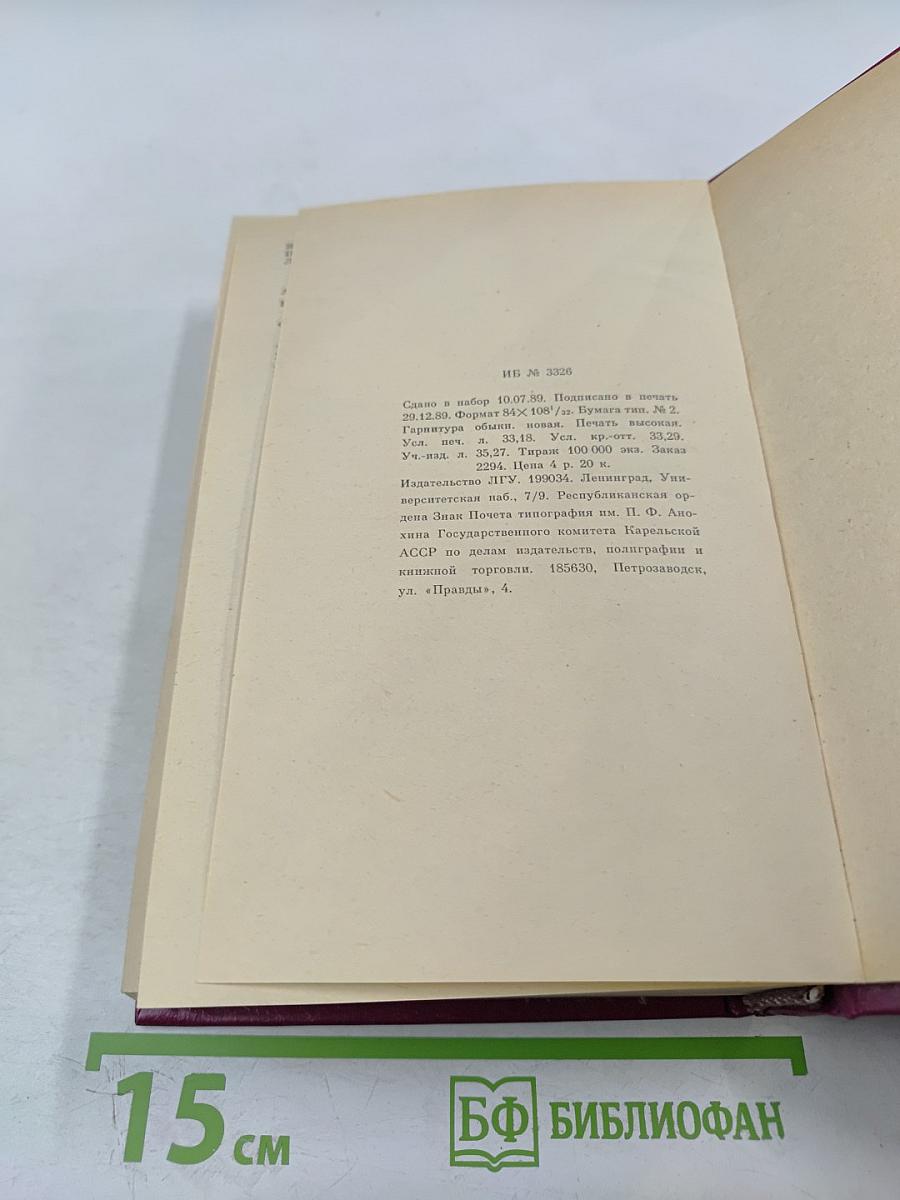 ИБ № 3326
Сдано в набор 10.07.89. Подписано в печать
29.12.89. Формат 84×108¹/₃₂. Бумага тип. № 2.
Гарнитура обыкн. новая. Печать высокая.
Усл. печ. л. 33,18. Усл. кр.-отт. 33,29.
Уч.-изд. л. 35,27. Тираж 100 000 экз. Заказ
2294. Цена 4 р. 20 к.
Издательство ЛГУ. 199034. Ленинград, Уни-
верситетская наб., 7/9. Республиканская ор-
дена Знак Почета типография им. П. Ф. Ано-
хина Государственного комитета Карельской
АССР по делам издательств, полиграфии и
книжной торговли. 185630, Петрозаводск,
ул. «Правды», 4.
15 см
БФ БИБЛИОФАН